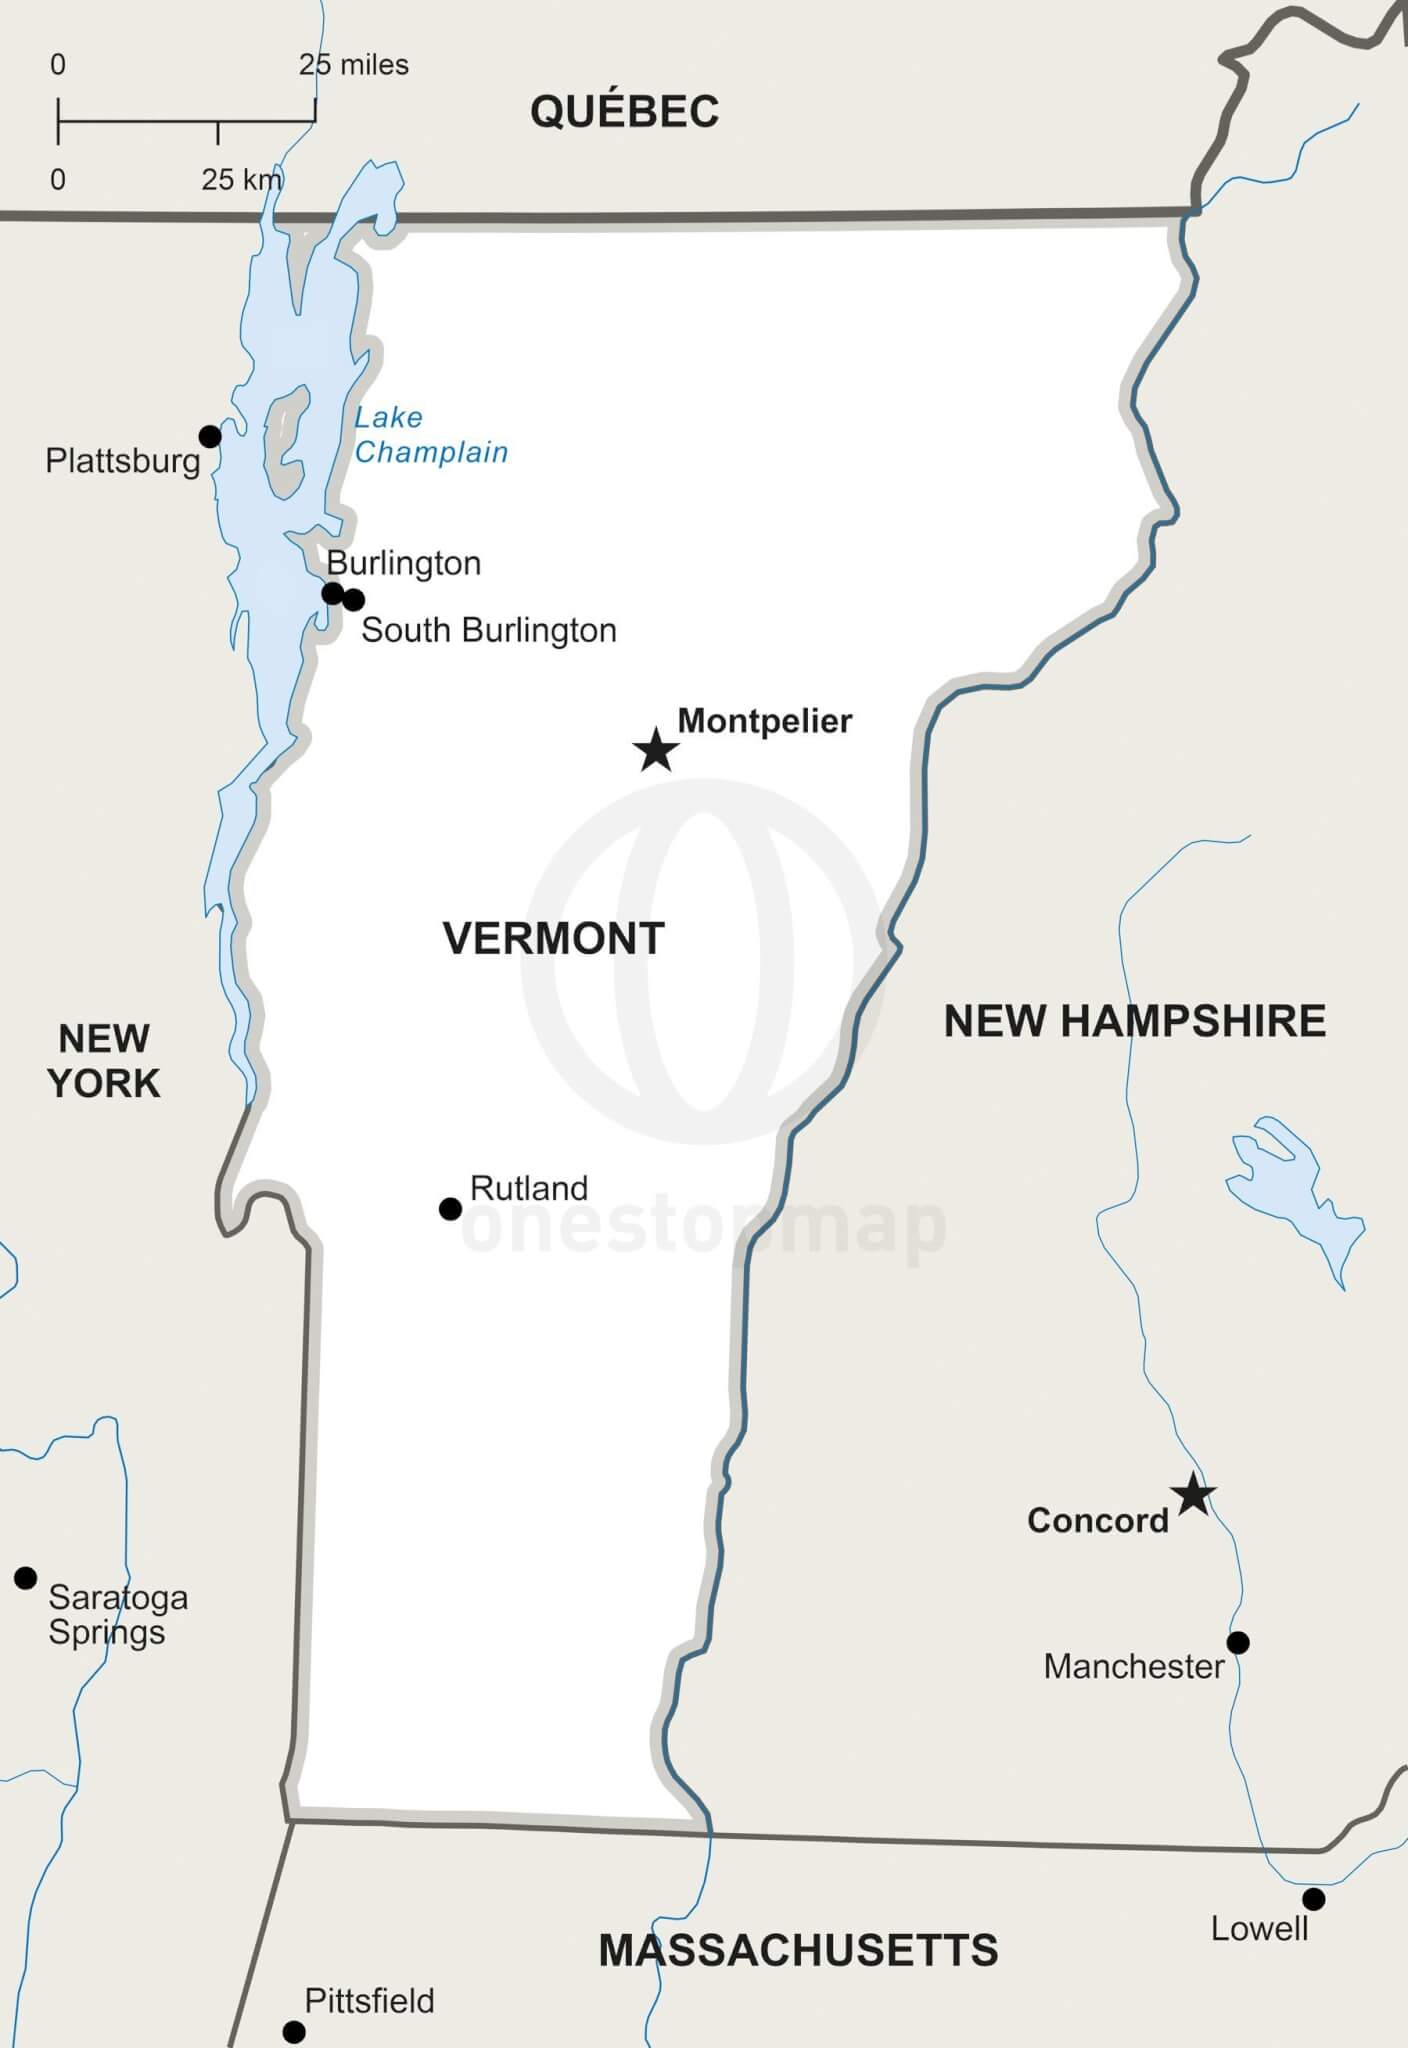 0 25 miles
0 25 km
QUÉBEC
Lake
Champlain
Plattsburg
Burlington
South Burlington
Montpelier
VERMONT
NEW
YORK
NEW HAMPSHIRE
Rutland
onestopmap
Concord
Saratoga
Springs
Manchester
Lowell
MASSACHUSETTS
Pittsfield